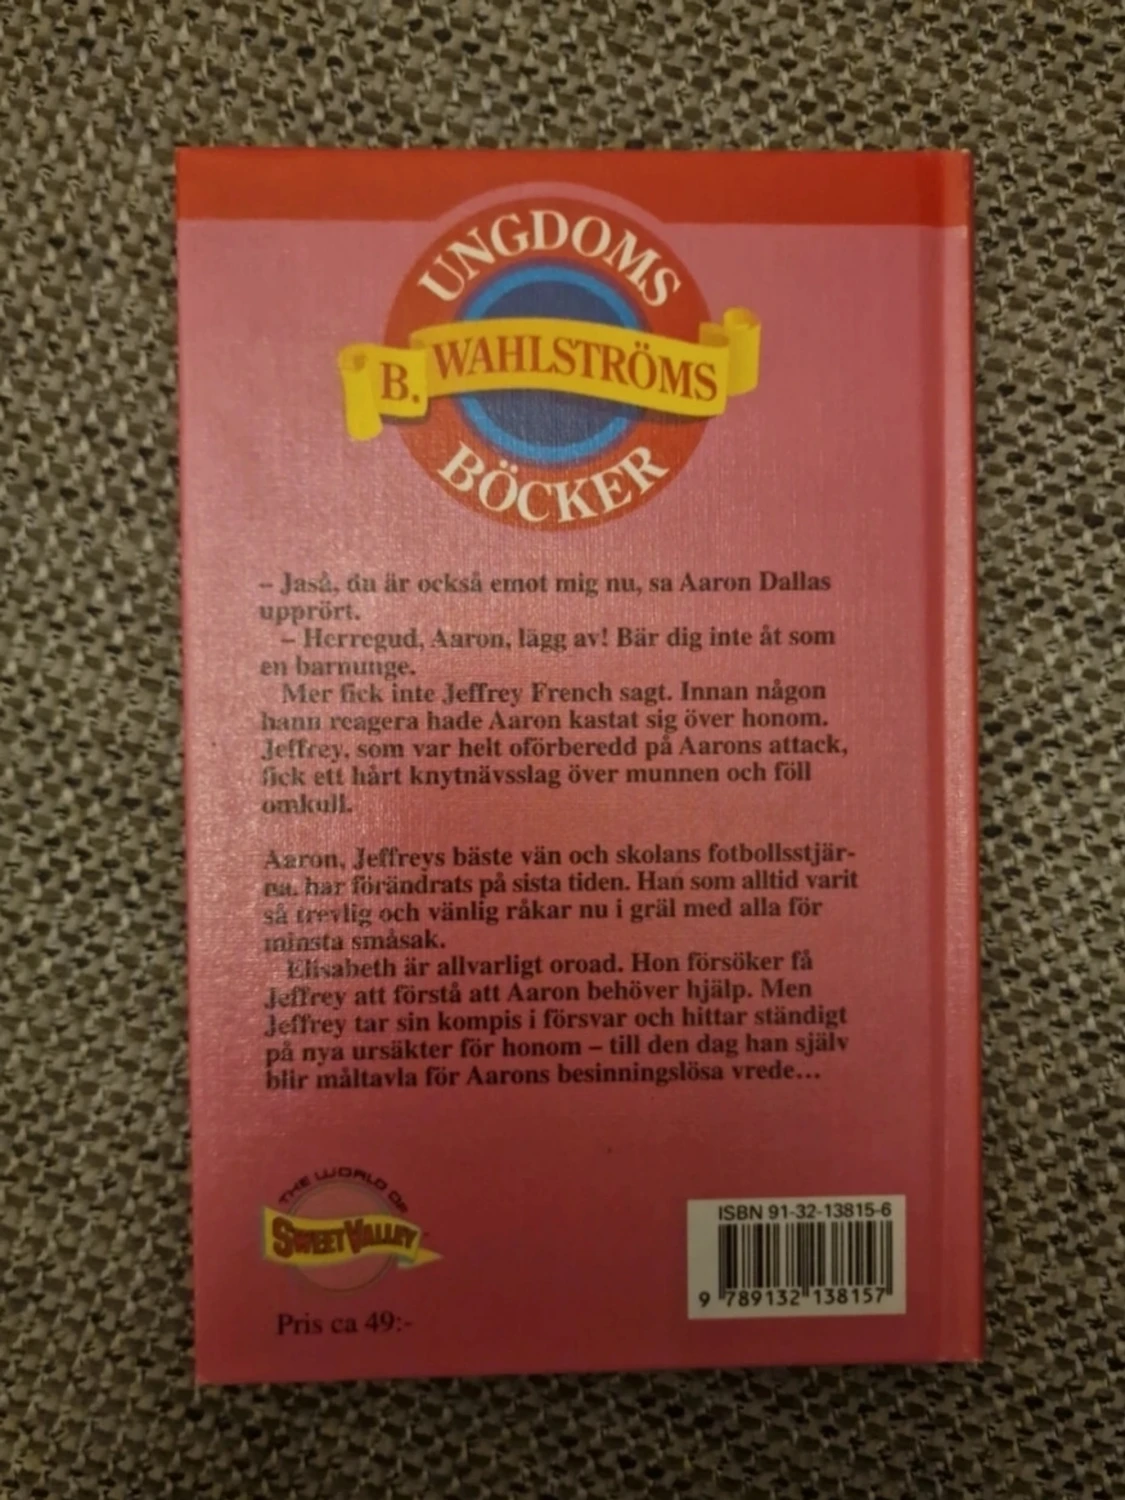 UNGDOMS
B. WAHLSTRÖMS
BÖCKER
– Jaså, du är också emot mig nu, sa Aaron Dallas
upprört.
– Herregud, Aaron, lägg av! Bär dig inte åt som
en barnunge.
Mer fick inte Jeffrey French sagt. Innan någon
hann reagera hade Aaron kastat sig över honom.
Jeffrey, som var helt oförberedd på Aarons attack,
fick ett hårt knytnävsslag över munnen och föll
omkull.
Aaron, Jeffreys bäste vän och skolans fotbollsstjär-
na, har förändrats på sista tiden. Han som alltid varit
så trevlig och vänlig råkar nu i gräl med alla för
minsta småsak.
Elisabeth är allvarligt oroad. Hon försöker få
Jeffrey att förstå att Aaron behöver hjälp. Men
Jeffrey tar sin kompis i försvar och hittar ständigt
på nya ursäkter för honom – till den dag han själv
blir måltavla för Aarons besinningslösa vrede...
THE WORLD OF
SWEET VALLEY
ISBN 91-32-13815-6
9 789132 138157
Pris ca 49:-